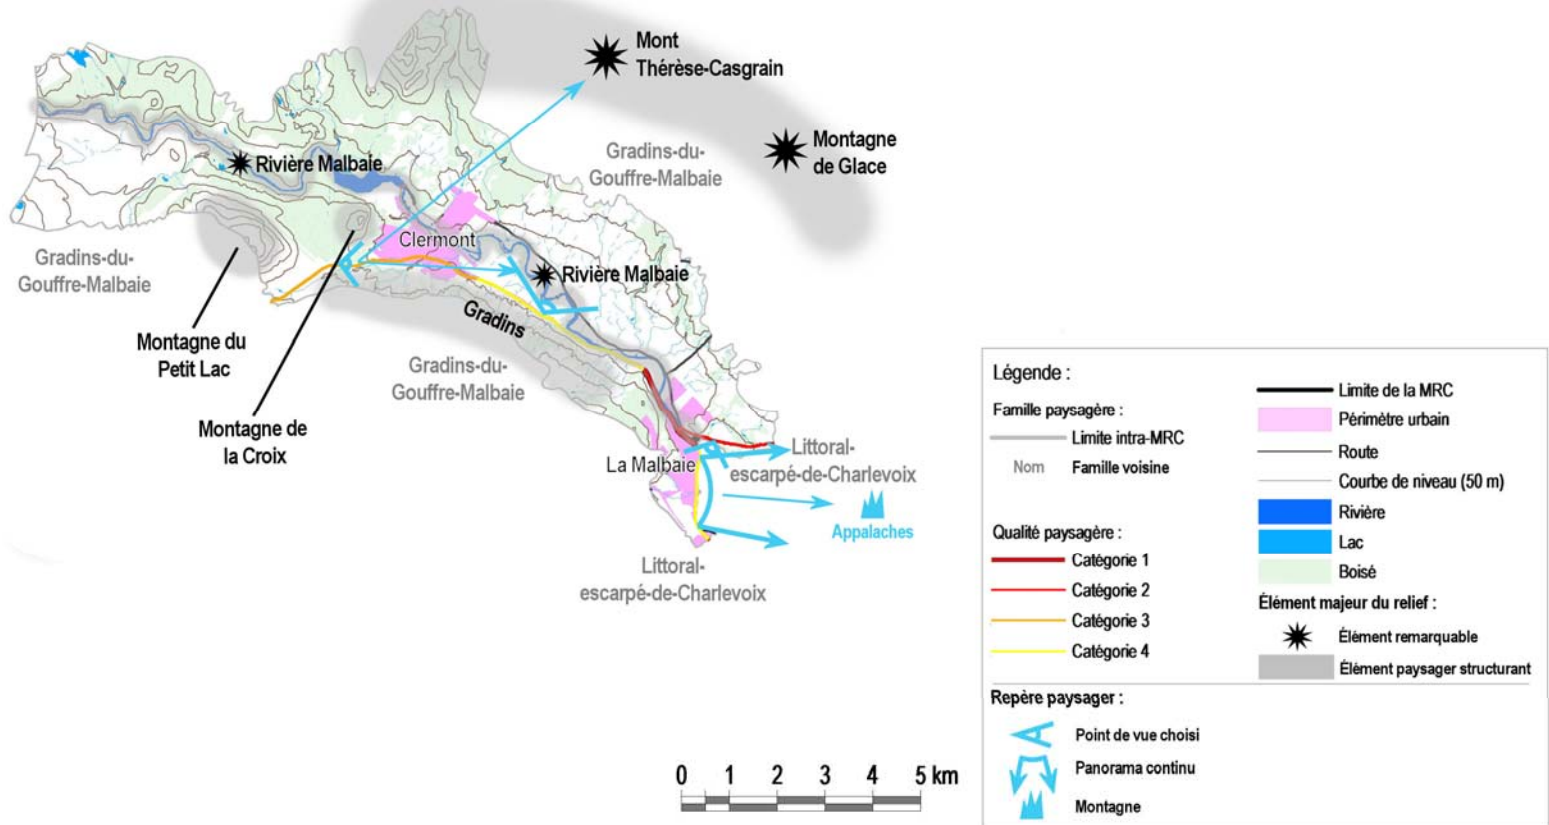 Mont
Thérèse-Casgrain
Montagne
de Glace
Gradins-du-
Gouffre-Malbaie
Rivière Malbaie
Clermont
Gradins-du-
Gouffre-Malbaie
Rivière Malbaie
Gradins
Montagne du
Petit Lac
Gradins-du-
Gouffre-Malbaie
Montagne de
la Croix
La Malbaie
Littoral-
escarpé-de-Charlevoix
Appalaches
Littoral-
escarpé-de-Charlevoix
0 1 2 3 4 5 km
Légende :
Famille paysagère :
Limite intra-MRC
Nom Famille voisine
Qualité paysagère :
Catégorie 1
Catégorie 2
Catégorie 3
Catégorie 4
Limite de la MRC
Périmètre urbain
Route
Courbe de niveau (50 m)
Rivière
Lac
Boisé
Élément majeur du relief :
Élément remarquable
Élément paysager structurant
Repère paysager :
Point de vue choisi
Panorama continu
Montagne